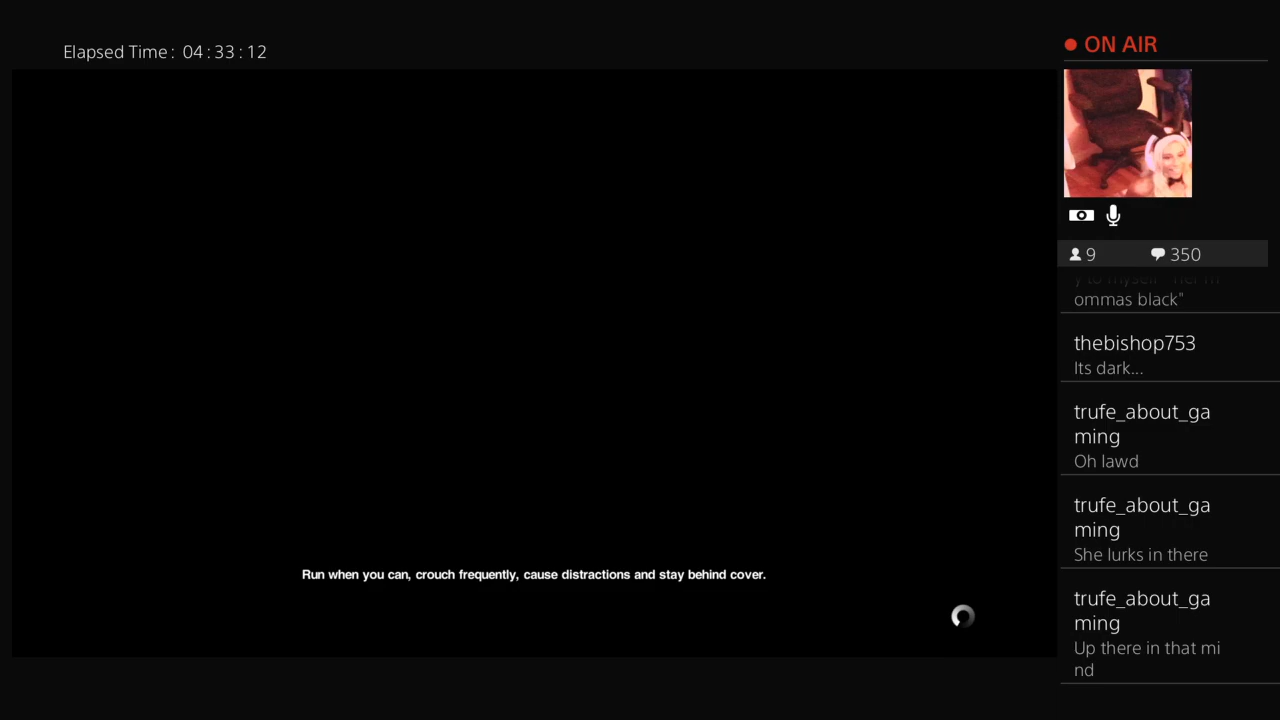 Elapsed Time: 04:33:12
ON AIR
9 350
ommas black"
thebishop753
Its dark...
trufe_about_ga
ming
Oh lawd
trufe_about_ga
ming
She lurks in there
trufe_about_ga
ming
Up there in that mi
nd
Run when you can, crouch frequently, cause distractions and stay behind cover.